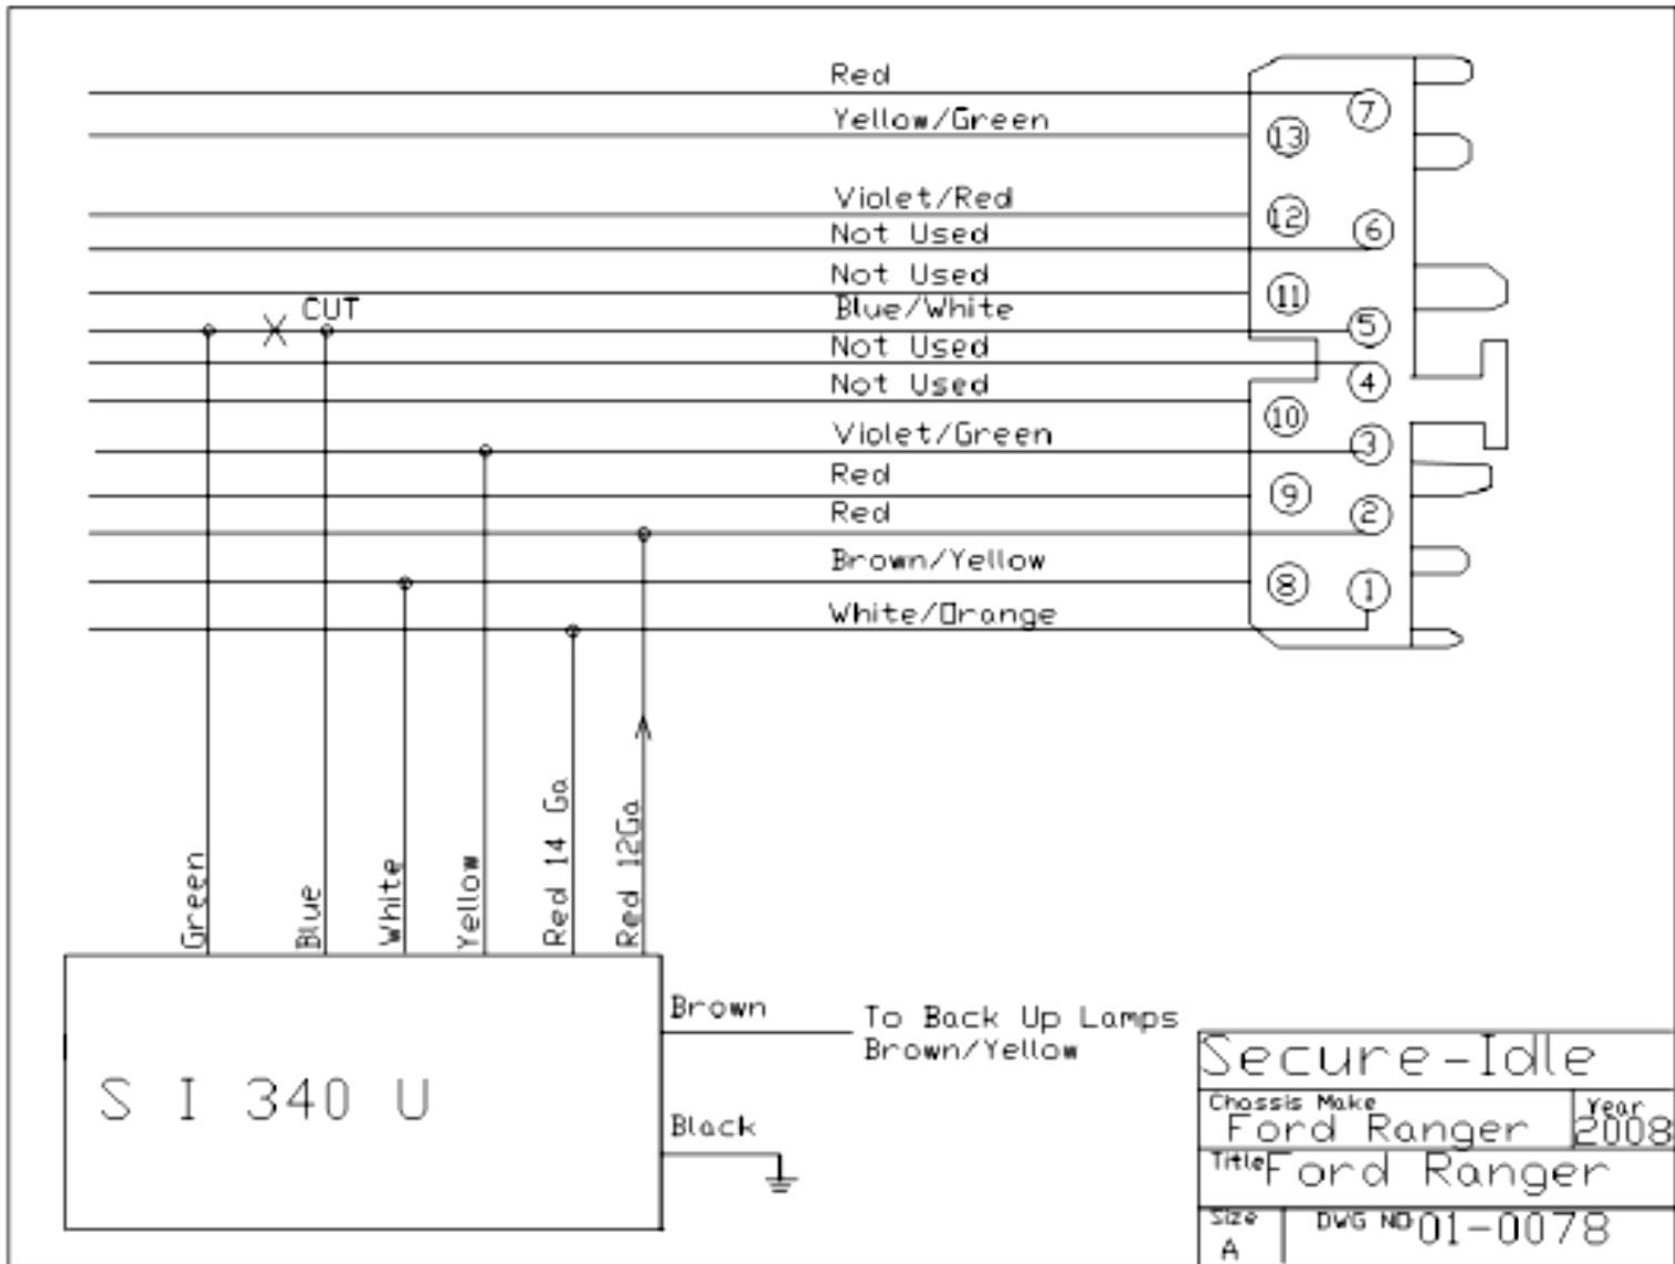 Red
7
Yellow/Green
13
Violet/Red
12
6
Not Used
Not Used
11
CUT
Blue/White
5
Not Used
4
Not Used
10
Violet/Green
3
Red
9
Red
2
Brown/Yellow
8
1
White/Orange
Green
Blue
White
Yellow
Red 14 Ga
Red 12Ga
S I 340 U
Brown
To Back Up Lamps
Brown/Yellow
Black
Secure-Idle
Chassis Make
Ford Ranger
Year
2008
Title
Ford Ranger
Size
A
DWG NO
01-0078